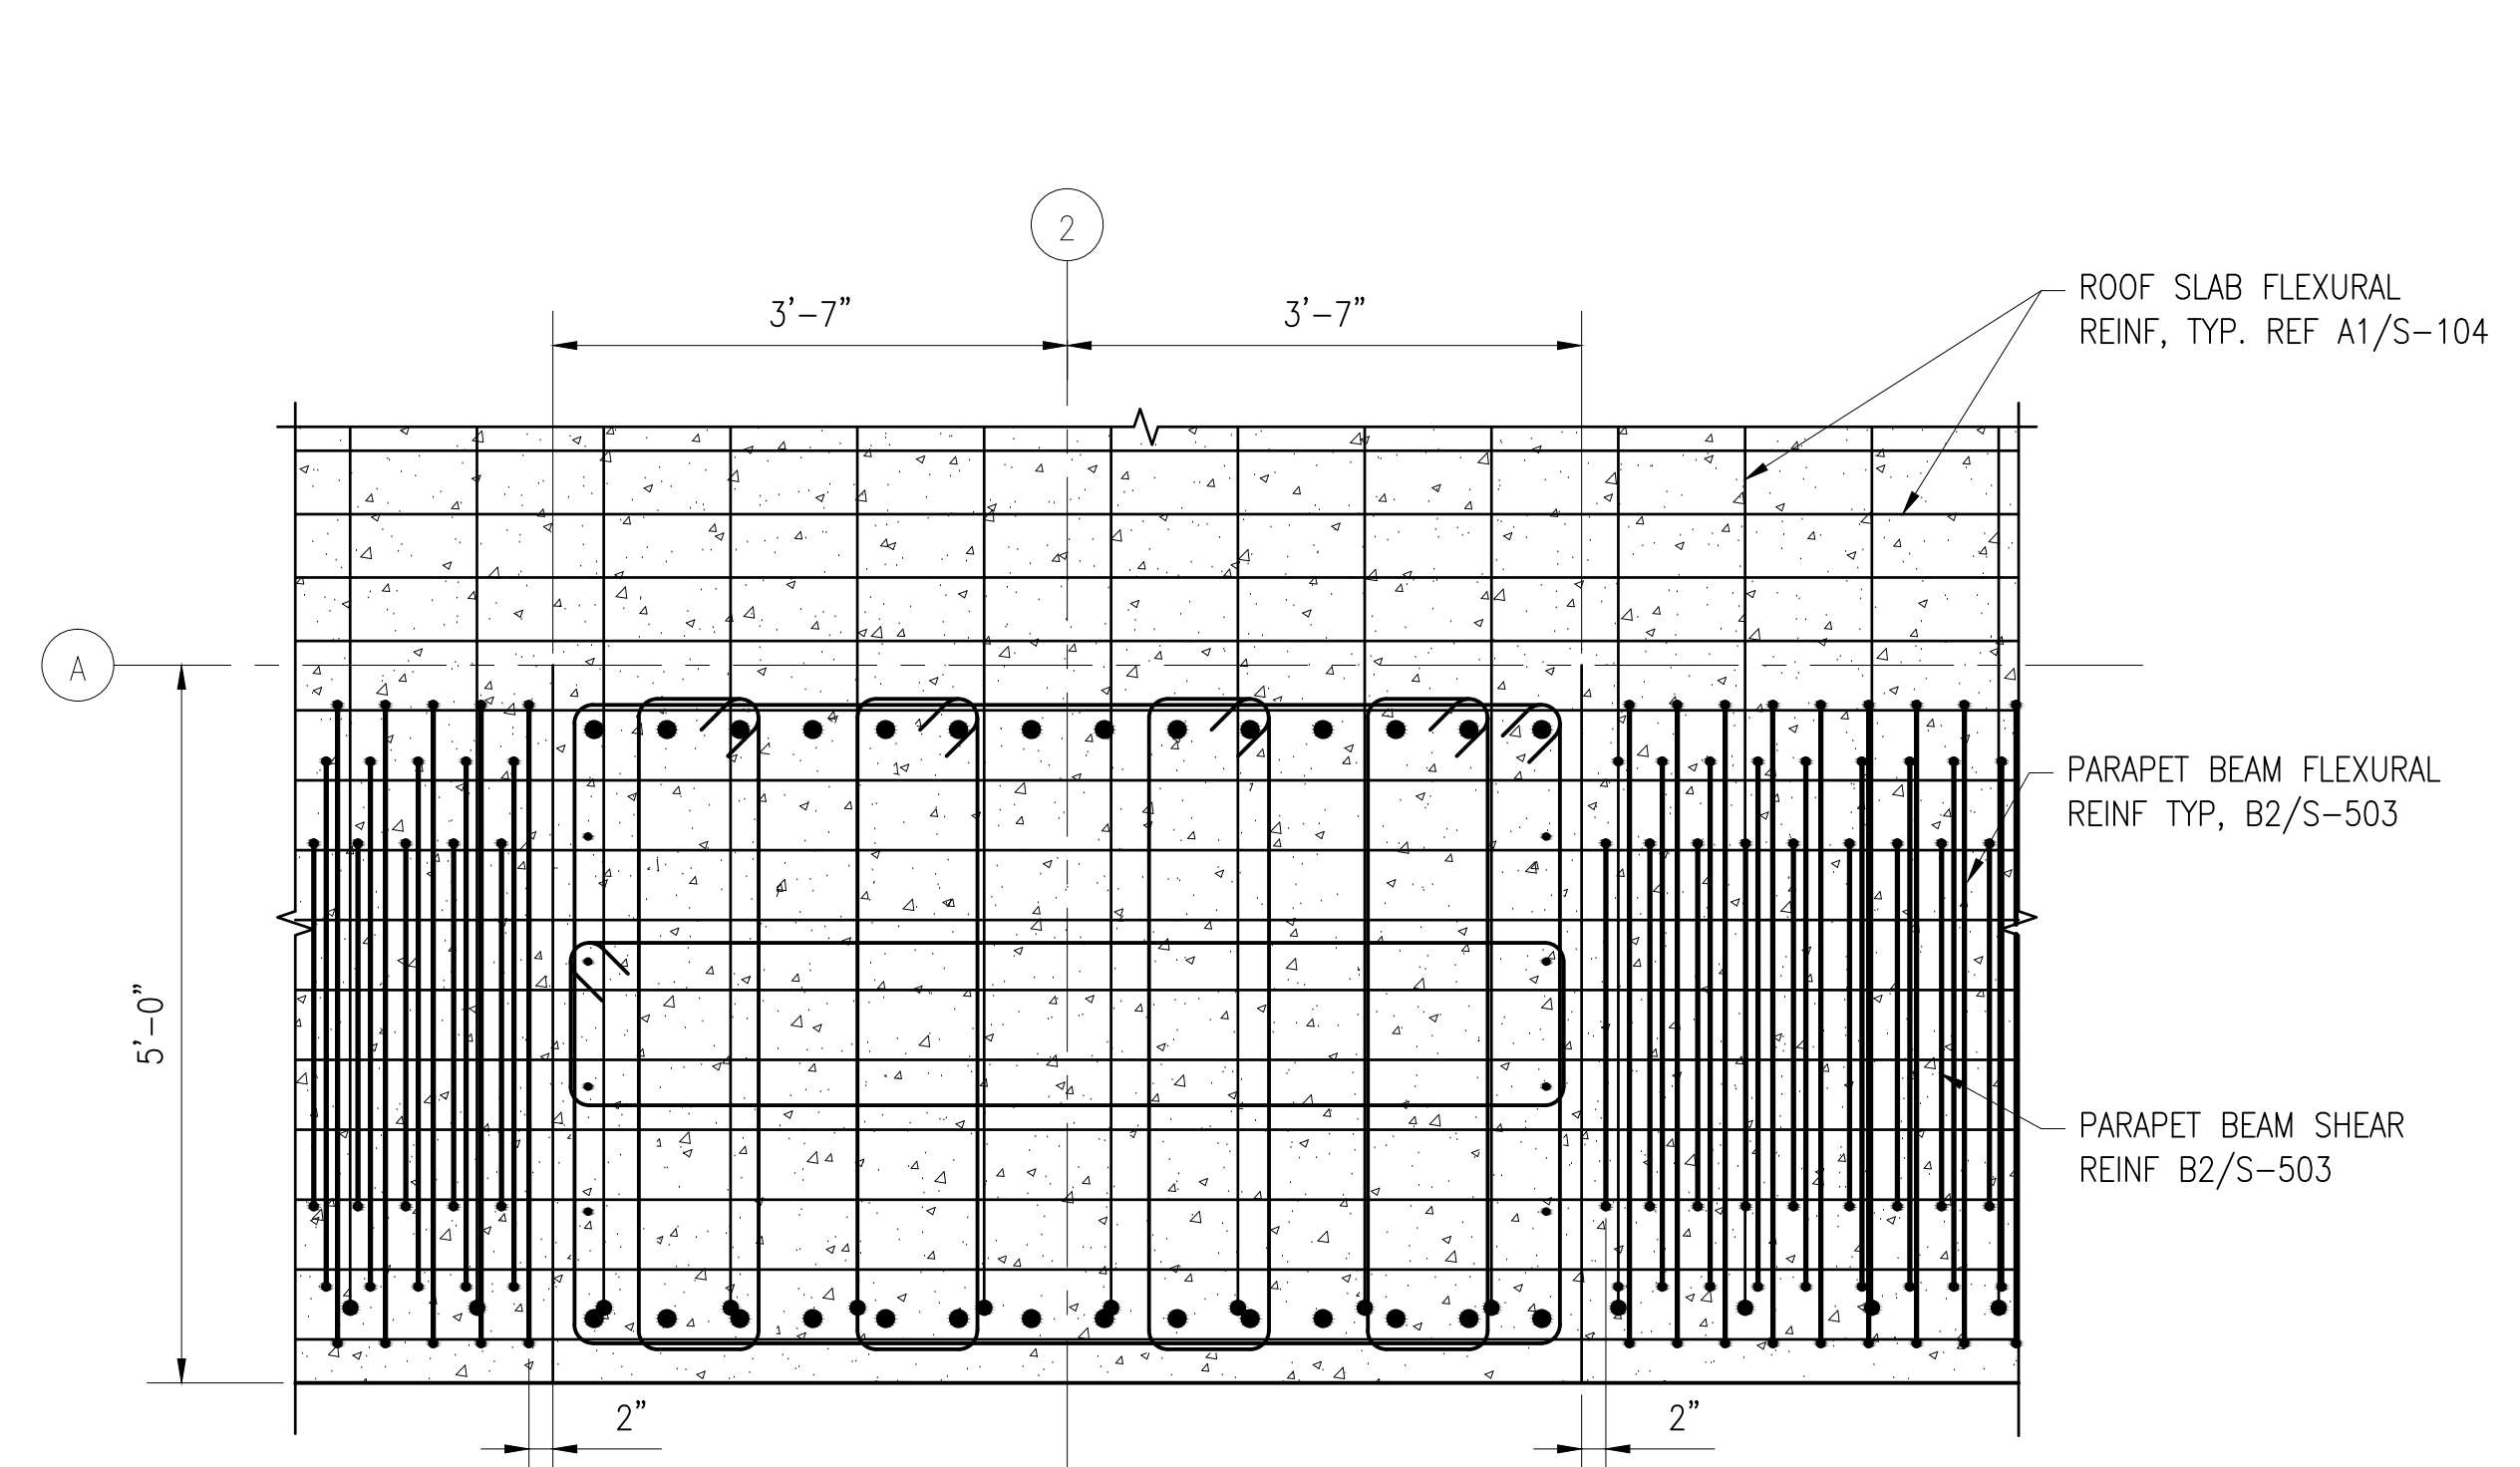 2
3'-7" 3'-7"
ROOF SLAB FLEXURAL
REINF, TYP. REF A1/S-104
A
PARAPET BEAM FLEXURAL
REINF TYP, B2/S-503
5'-0"
PARAPET BEAM SHEAR
REINF B2/S-503
2" 2"